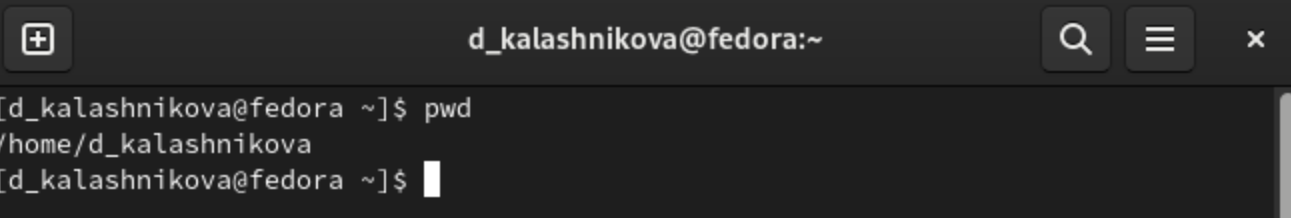 d_kalashnikova@fedora:~
[d_kalashnikova@fedora ~]$ pwd
/home/d_kalashnikova
[d_kalashnikova@fedora ~]$